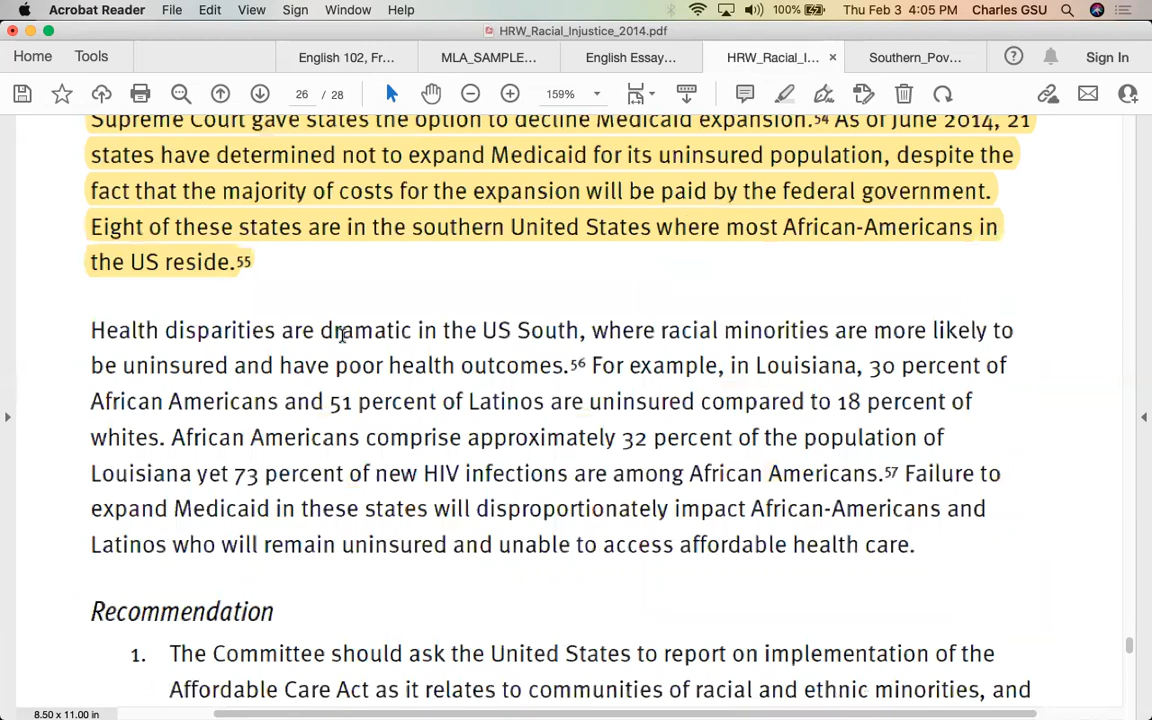 Acrobat Reader File Edit View Sign Window Help 100% Thu Feb 3 4:05 PM Charles GSU
HRW_Racial_Injustice_2014.pdf
Home Tools English 102, Fr... MLA_SAMPLE... English Essay... HRW_Racial_I... × Southern_Pov... Sign In
26 / 28 159%
Supreme Court gave states the option to decline Medicaid expansion.54 As of June 2014, 21
states have determined not to expand Medicaid for its uninsured population, despite the
fact that the majority of costs for the expansion will be paid by the federal government.
Eight of these states are in the southern United States where most African-Americans in
the US reside.55
Health disparities are dramatic in the US South, where racial minorities are more likely to
be uninsured and have poor health outcomes.56 For example, in Louisiana, 30 percent of
African Americans and 51 percent of Latinos are uninsured compared to 18 percent of
whites. African Americans comprise approximately 32 percent of the population of
Louisiana yet 73 percent of new HIV infections are among African Americans.57 Failure to
expand Medicaid in these states will disproportionately impact African-Americans and
Latinos who will remain uninsured and unable to access affordable health care.
Recommendation
1. The Committee should ask the United States to report on implementation of the
Affordable Care Act as it relates to communities of racial and ethnic minorities, and
8.50 x 11.00 in